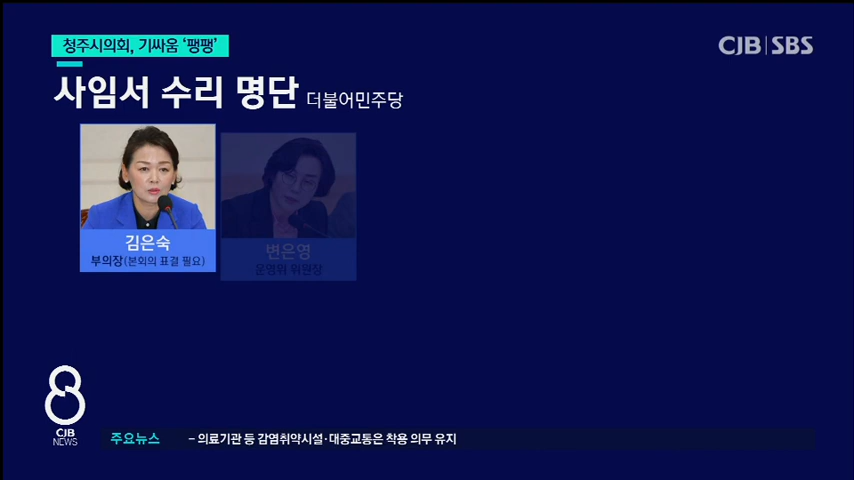 청주시의회, 기싸움 '팽팽'
CJB SBS
사임서 수리 명단 더불어민주당
김은숙
부의장(본회의 표결 필요)
변은영
운영위 위원장
8
CJB
NEWS
주요뉴스 - 의료기관 등 감염취약시설·대중교통은 착용 의무 유지